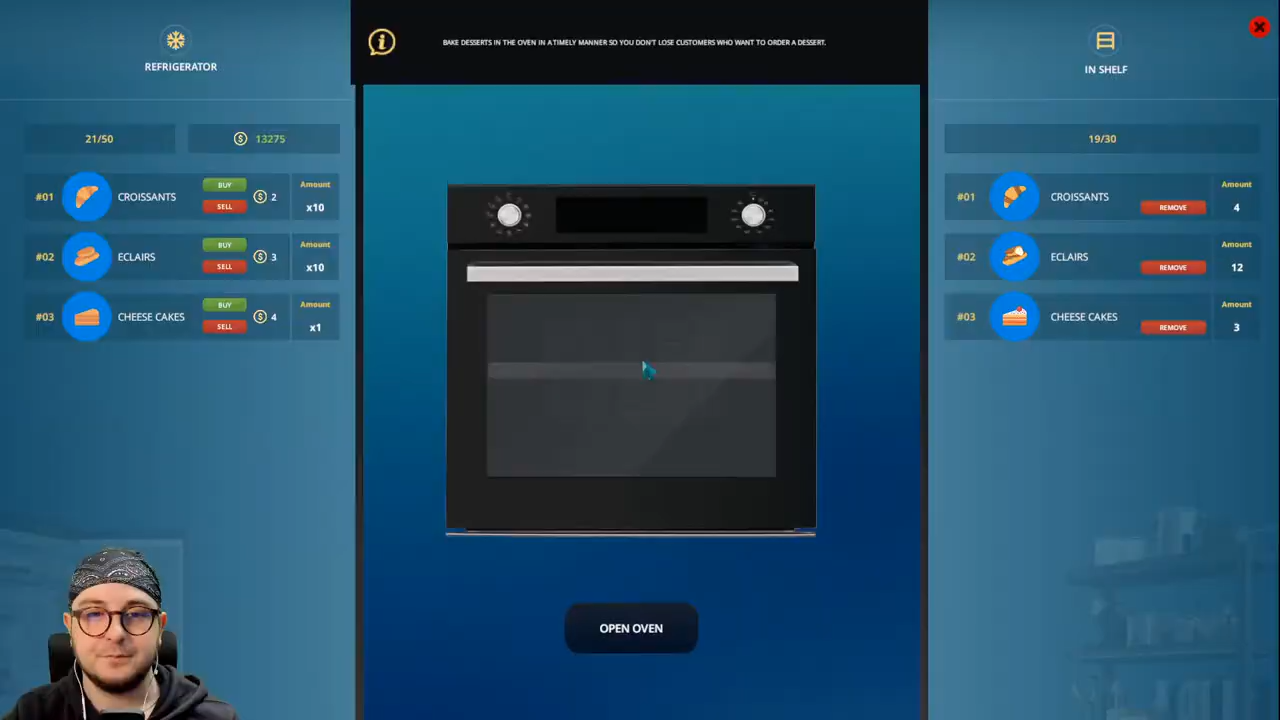 REFRIGERATOR
21/50
$ 13275
#01 CROISSANTS BUY SELL $ 2 Amount x10
#02 ECLAIRS BUY SELL $ 3 Amount x10
#03 CHEESE CAKES BUY SELL $ 4 Amount x1
i
BAKE DESSERTS IN THE OVEN IN A TIMELY MANNER SO YOU DON'T LOSE CUSTOMERS WHO WANT TO ORDER A DESSERT.
OPEN OVEN
IN SHELF
19/30
#01 CROISSANTS REMOVE Amount 4
#02 ECLAIRS REMOVE Amount 12
#03 CHEESE CAKES REMOVE Amount 3